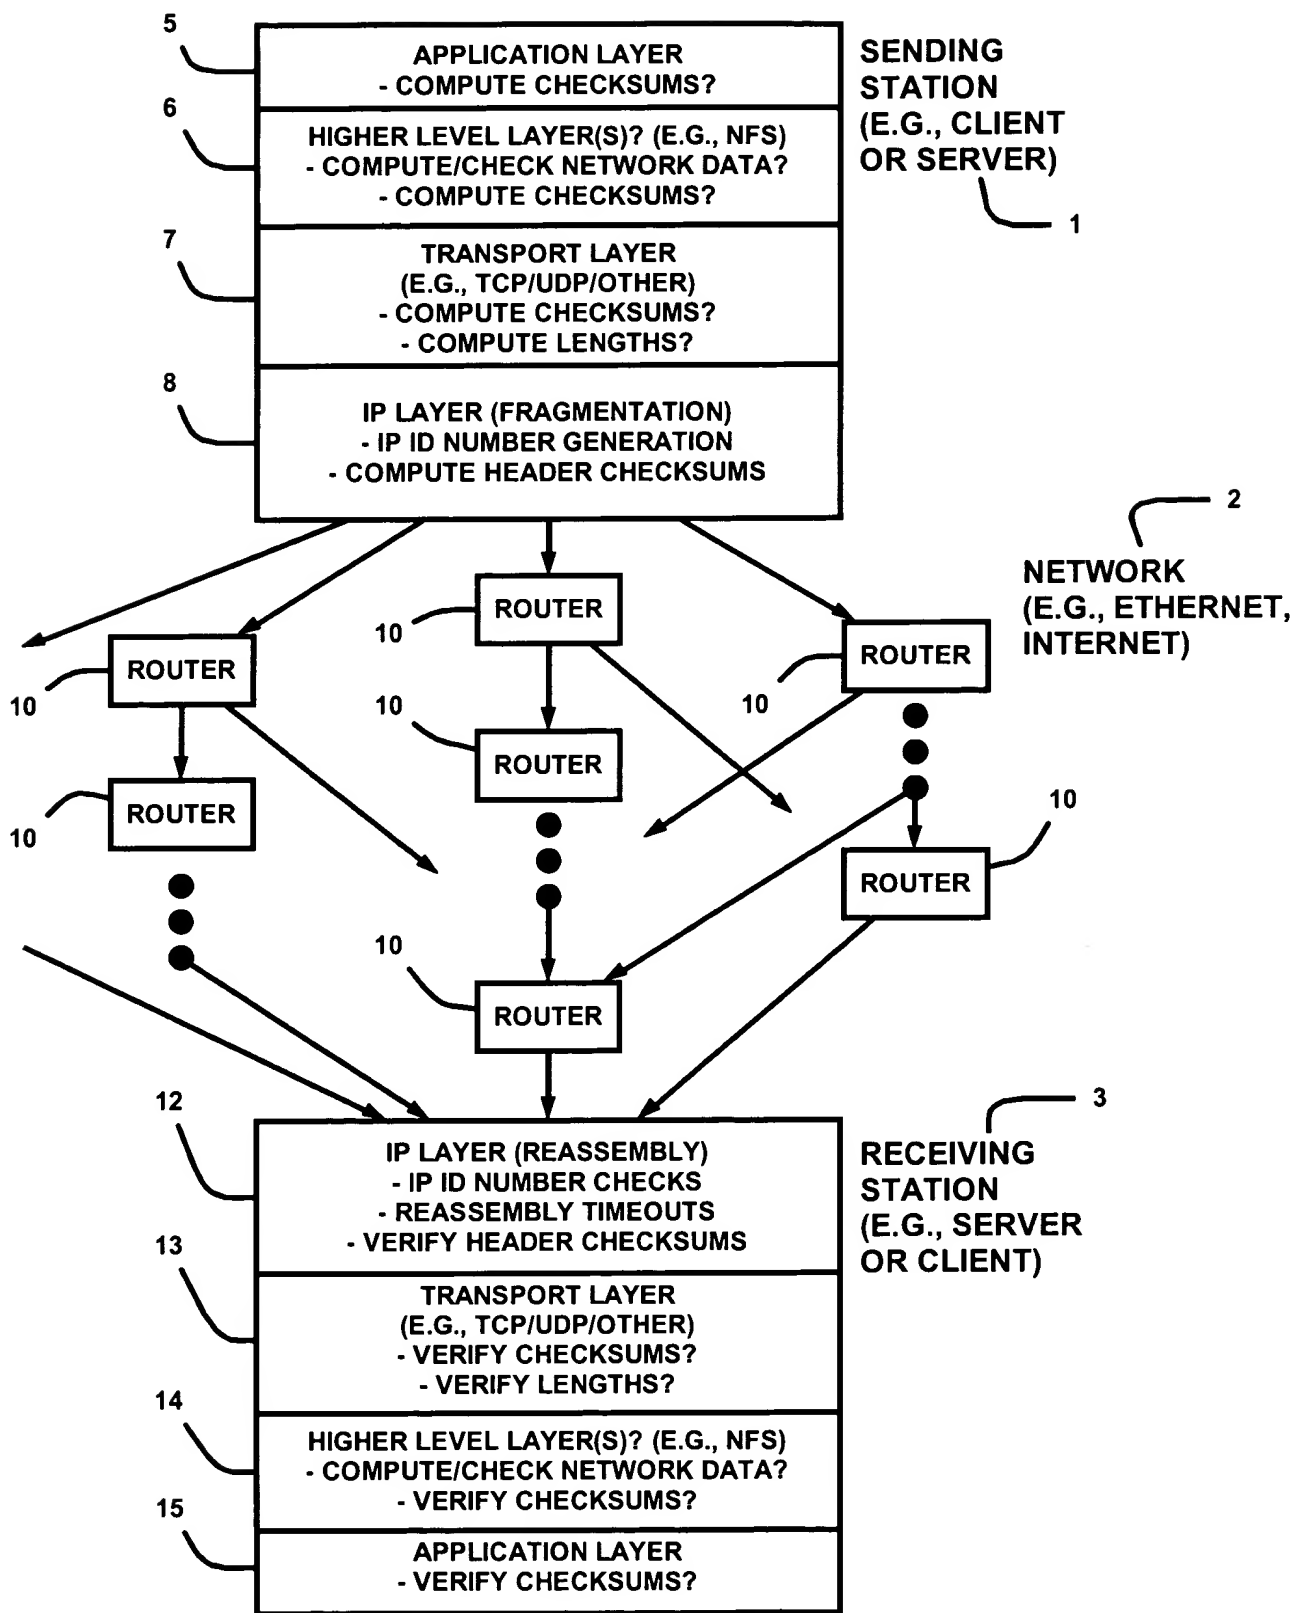 5
APPLICATION LAYER
- COMPUTE CHECKSUMS?
SENDING
STATION
(E.G., CLIENT
OR SERVER)
1
6
HIGHER LEVEL LAYER(S)? (E.G., NFS)
- COMPUTE/CHECK NETWORK DATA?
- COMPUTE CHECKSUMS?
7
TRANSPORT LAYER
(E.G., TCP/UDP/OTHER)
- COMPUTE CHECKSUMS?
- COMPUTE LENGTHS?
8
IP LAYER (FRAGMENTATION)
- IP ID NUMBER GENERATION
- COMPUTE HEADER CHECKSUMS
2
NETWORK
(E.G., ETHERNET,
INTERNET)
ROUTER
10
ROUTER
10
ROUTER
10
ROUTER
10
ROUTER
10
ROUTER
10
ROUTER
10
12
IP LAYER (REASSEMBLY)
- IP ID NUMBER CHECKS
- REASSEMBLY TIMEOUTS
- VERIFY HEADER CHECKSUMS
3
RECEIVING
STATION
(E.G., SERVER
OR CLIENT)
13
TRANSPORT LAYER
(E.G., TCP/UDP/OTHER)
- VERIFY CHECKSUMS?
- VERIFY LENGTHS?
14
HIGHER LEVEL LAYER(S)? (E.G., NFS)
- COMPUTE/CHECK NETWORK DATA?
- VERIFY CHECKSUMS?
15
APPLICATION LAYER
- VERIFY CHECKSUMS?